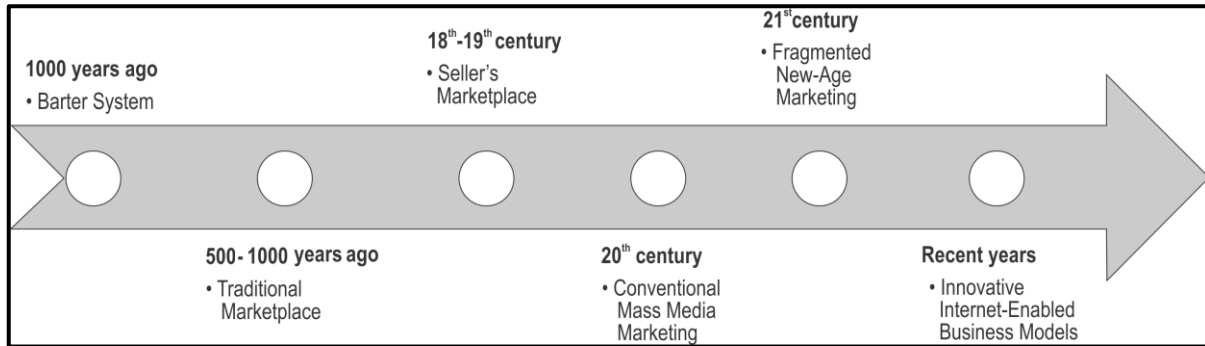 1000 years ago
• Barter System
500-1000 years ago
• Traditional
Marketplace
18th-19th century
• Seller's
Marketplace
20th century
• Conventional
Mass Media
Marketing
21st century
• Fragmented
New-Age
Marketing
Recent years
• Innovative
Internet-Enabled
Business Models